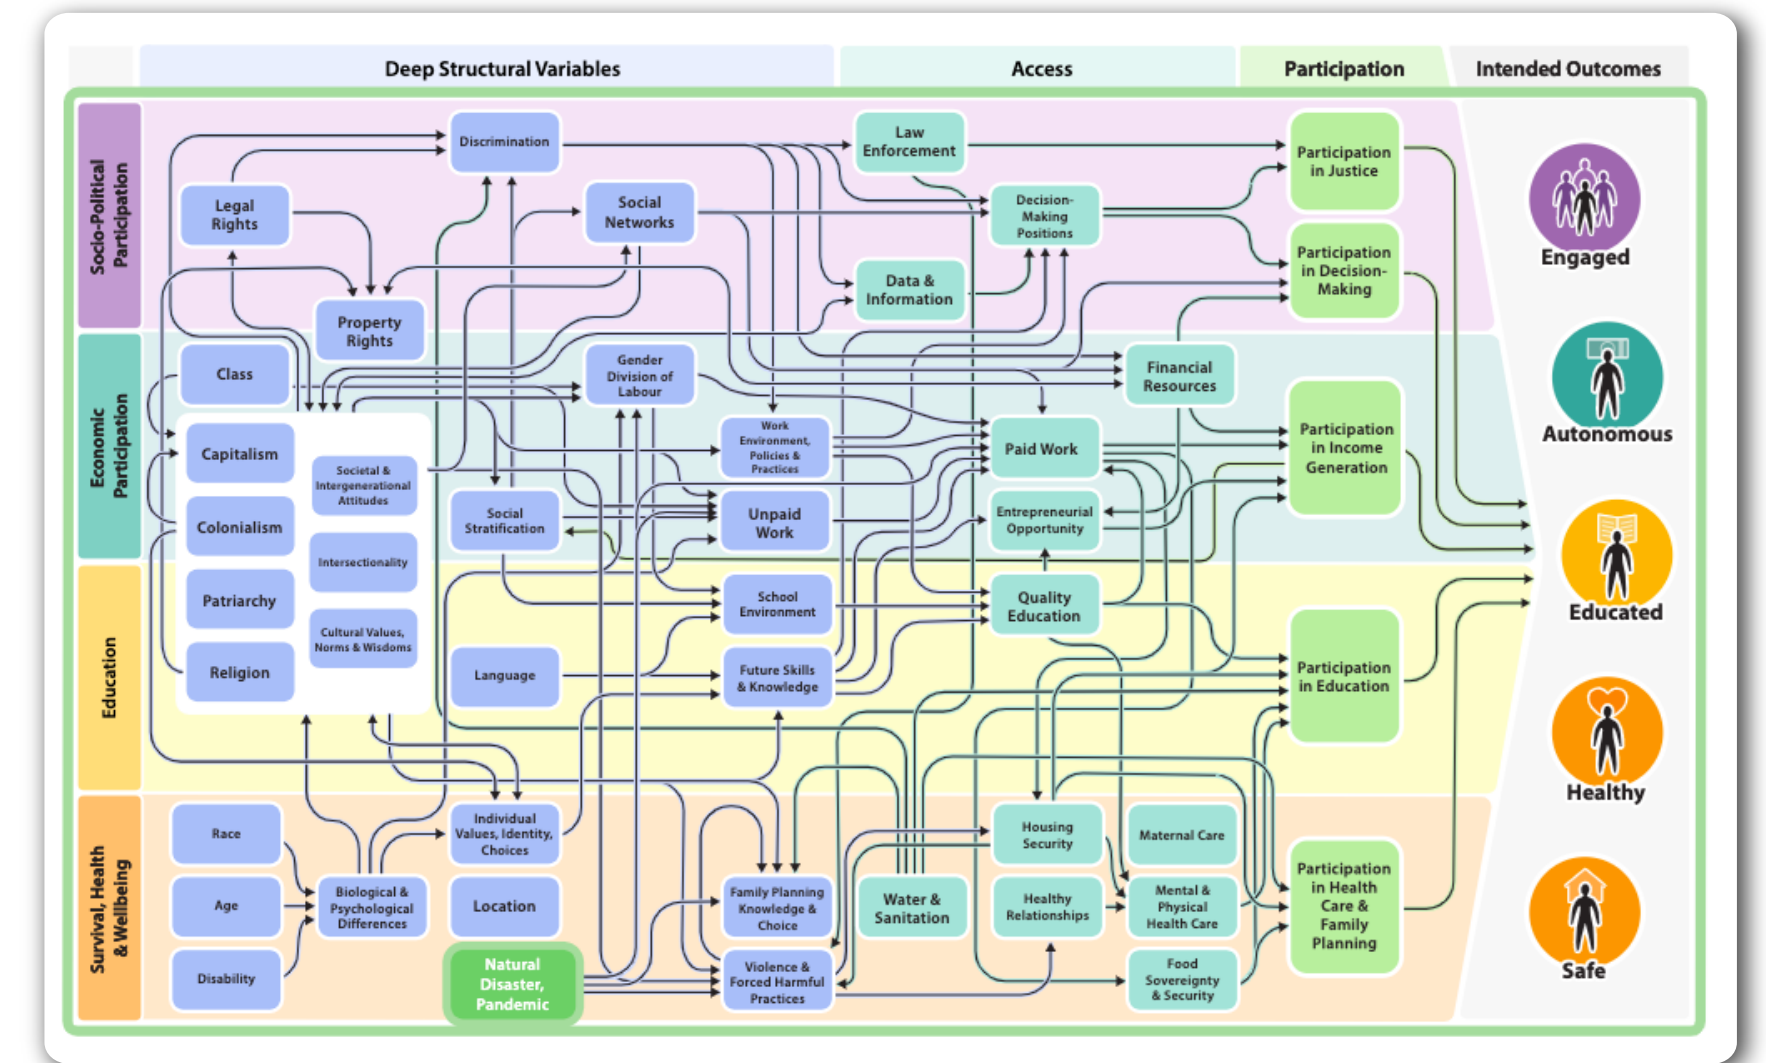 Deep Structural Variables
Access
Participation
Intended Outcomes
Socio-Political
Participation
Discrimination
Legal
Rights
Social
Networks
Property
Rights
Law
Enforcement
Decision-
Making
Positions
Data &
Information
Participation
in Justice
Participation
in Decision-
Making
Economic
Participation
Class
Capitalism
Colonialism
Patriarchy
Religion
Societal &
Intergenerational
Attitudes
Intersectionality
Cultural Values,
Norms & Wisdoms
Gender
Division of
Labour
Social
Stratification
Work
Environment,
Policies &
Practices
Unpaid
Work
Financial
Resources
Paid Work
Entrepreneurial
Opportunity
Participation
in Income
Generation
Education
Language
School
Environment
Future Skills
& Knowledge
Quality
Education
Participation
in Education
Survival, Health
& Wellbeing
Race
Age
Disability
Biological &
Psychological
Differences
Individual
Values, Identity,
Choices
Location
Natural
Disaster,
Pandemic
Family Planning
Knowledge &
Choice
Violence &
Forced Harmful
Practices
Water &
Sanitation
Housing
Security
Healthy
Relationships
Maternal Care
Mental &
Physical
Health Care
Food
Sovereignty
& Security
Participation
in Health
Care &
Family
Planning
Engaged
Autonomous
Educated
Healthy
Safe